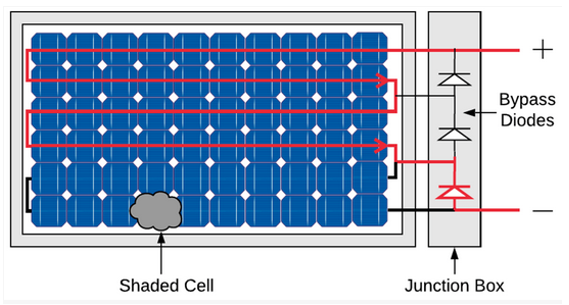 +
Bypass
Diodes
—
Shaded Cell
Junction Box